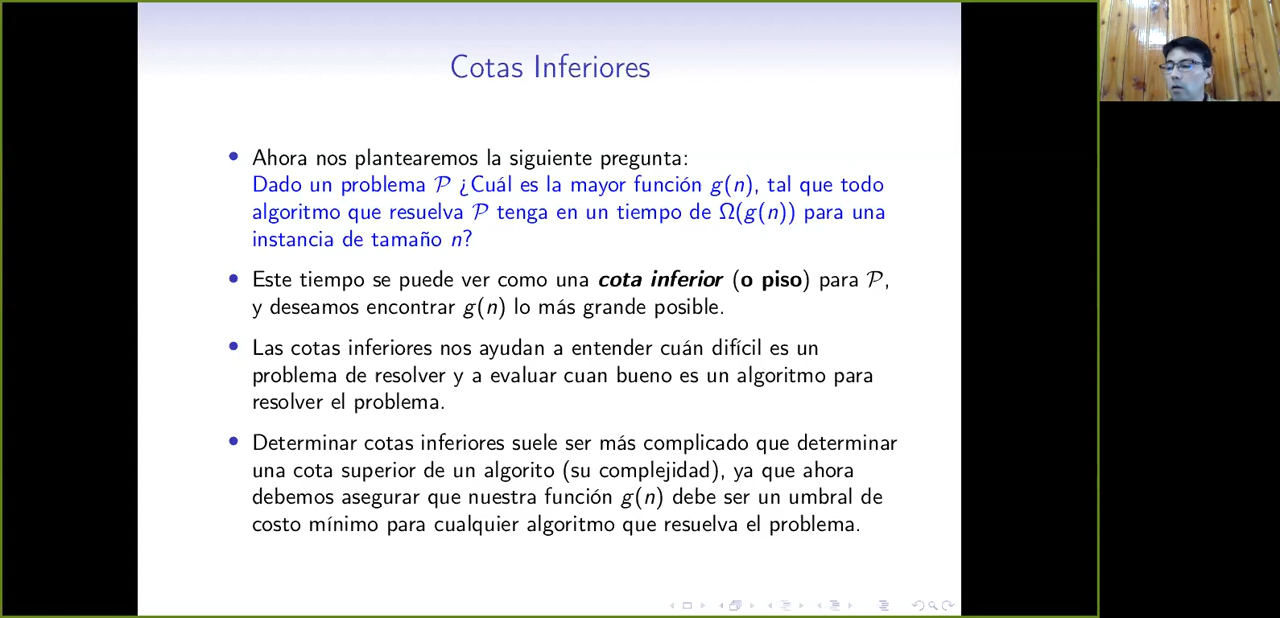 Cotas Inferiores
• Ahora nos plantearemos la siguiente pregunta:
Dado un problema 𝒫 ¿Cuál es la mayor función g(n), tal que todo
algoritmo que resuelva 𝒫 tenga en un tiempo de Ω(g(n)) para una
instancia de tamaño n?
• Este tiempo se puede ver como una cota inferior (o piso) para 𝒫,
y deseamos encontrar g(n) lo más grande posible.
• Las cotas inferiores nos ayudan a entender cuán difícil es un
problema de resolver y a evaluar cuan bueno es un algoritmo para
resolver el problema.
• Determinar cotas inferiores suele ser más complicado que determinar
una cota superior de un algorito (su complejidad), ya que ahora
debemos asegurar que nuestra función g(n) debe ser un umbral de
costo mínimo para cualquier algoritmo que resuelva el problema.